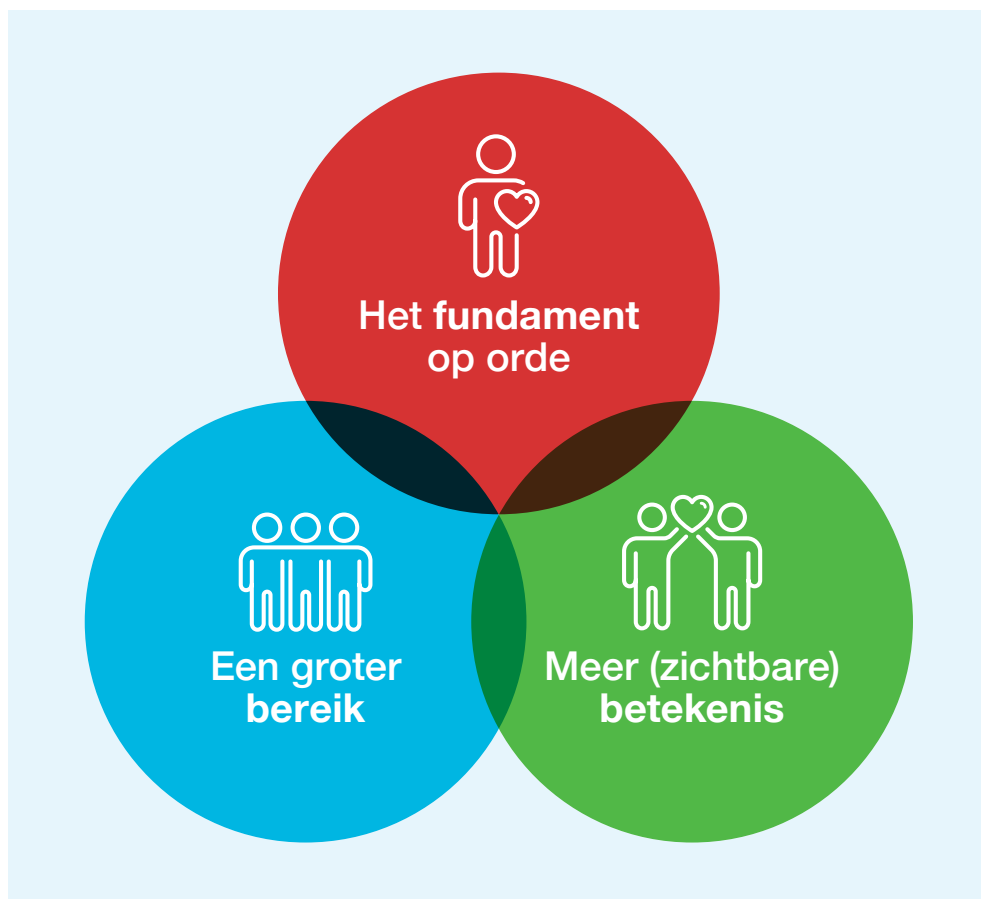 Het fundament
op orde
Een groter
bereik
Meer (zichtbare)
betekenis